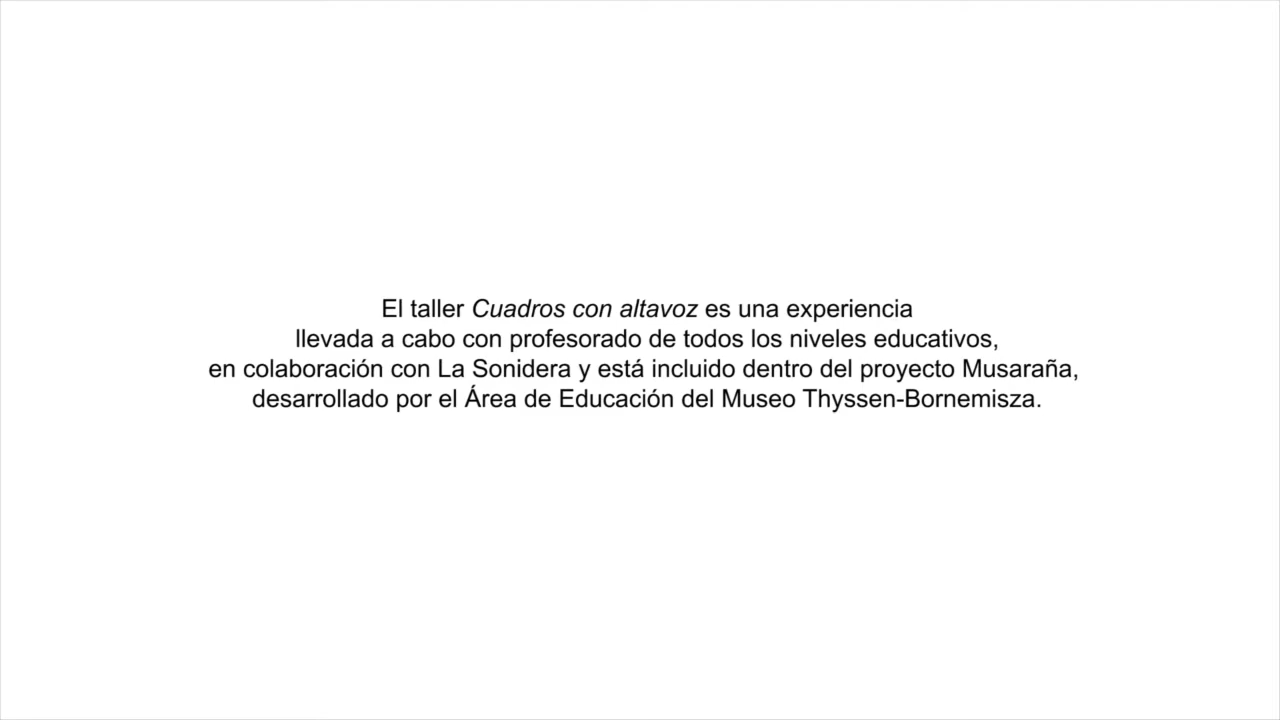 El taller Cuadros con altavoz es una experiencia
llevada a cabo con profesorado de todos los niveles educativos,
en colaboración con La Sonidera y está incluido dentro del proyecto Musaraña,
desarrollado por el Área de Educación del Museo Thyssen-Bornemisza.